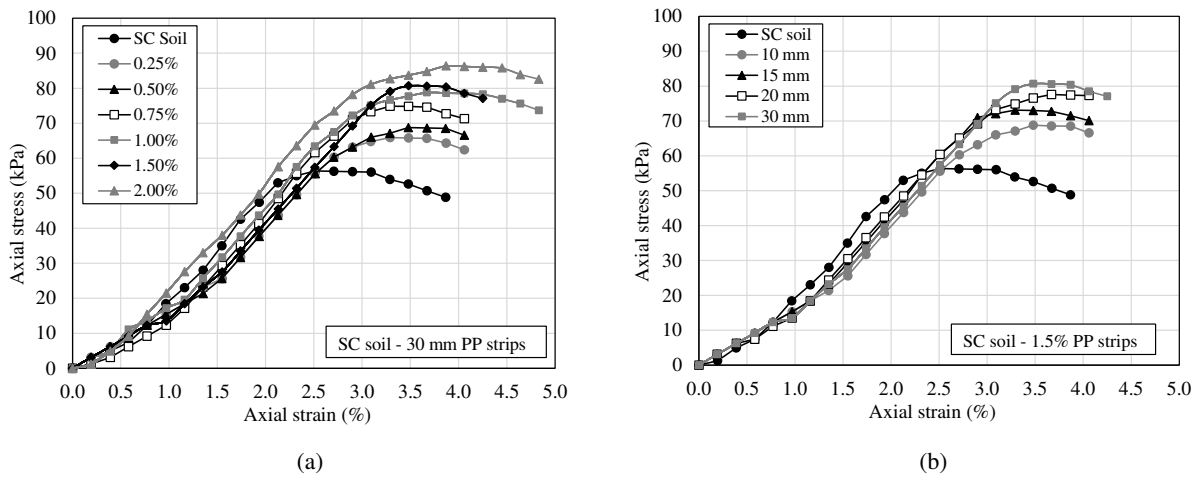 100
90
80
70
60
50
40
30
20
10
0
Axial stress (kPa)
SC Soil
0.25%
0.50%
0.75%
1.00%
1.50%
2.00%
SC soil - 30 mm PP strips
0.0 0.5 1.0 1.5 2.0 2.5 3.0 3.5 4.0 4.5 5.0
Axial strain (%)
(a)
100
90
80
70
60
50
40
30
20
10
0
Axial stress (kPa)
SC soil
10 mm
15 mm
20 mm
30 mm
SC soil - 1.5% PP strips
0.0 0.5 1.0 1.5 2.0 2.5 3.0 3.5 4.0 4.5 5.0
Axial strain (%)
(b)